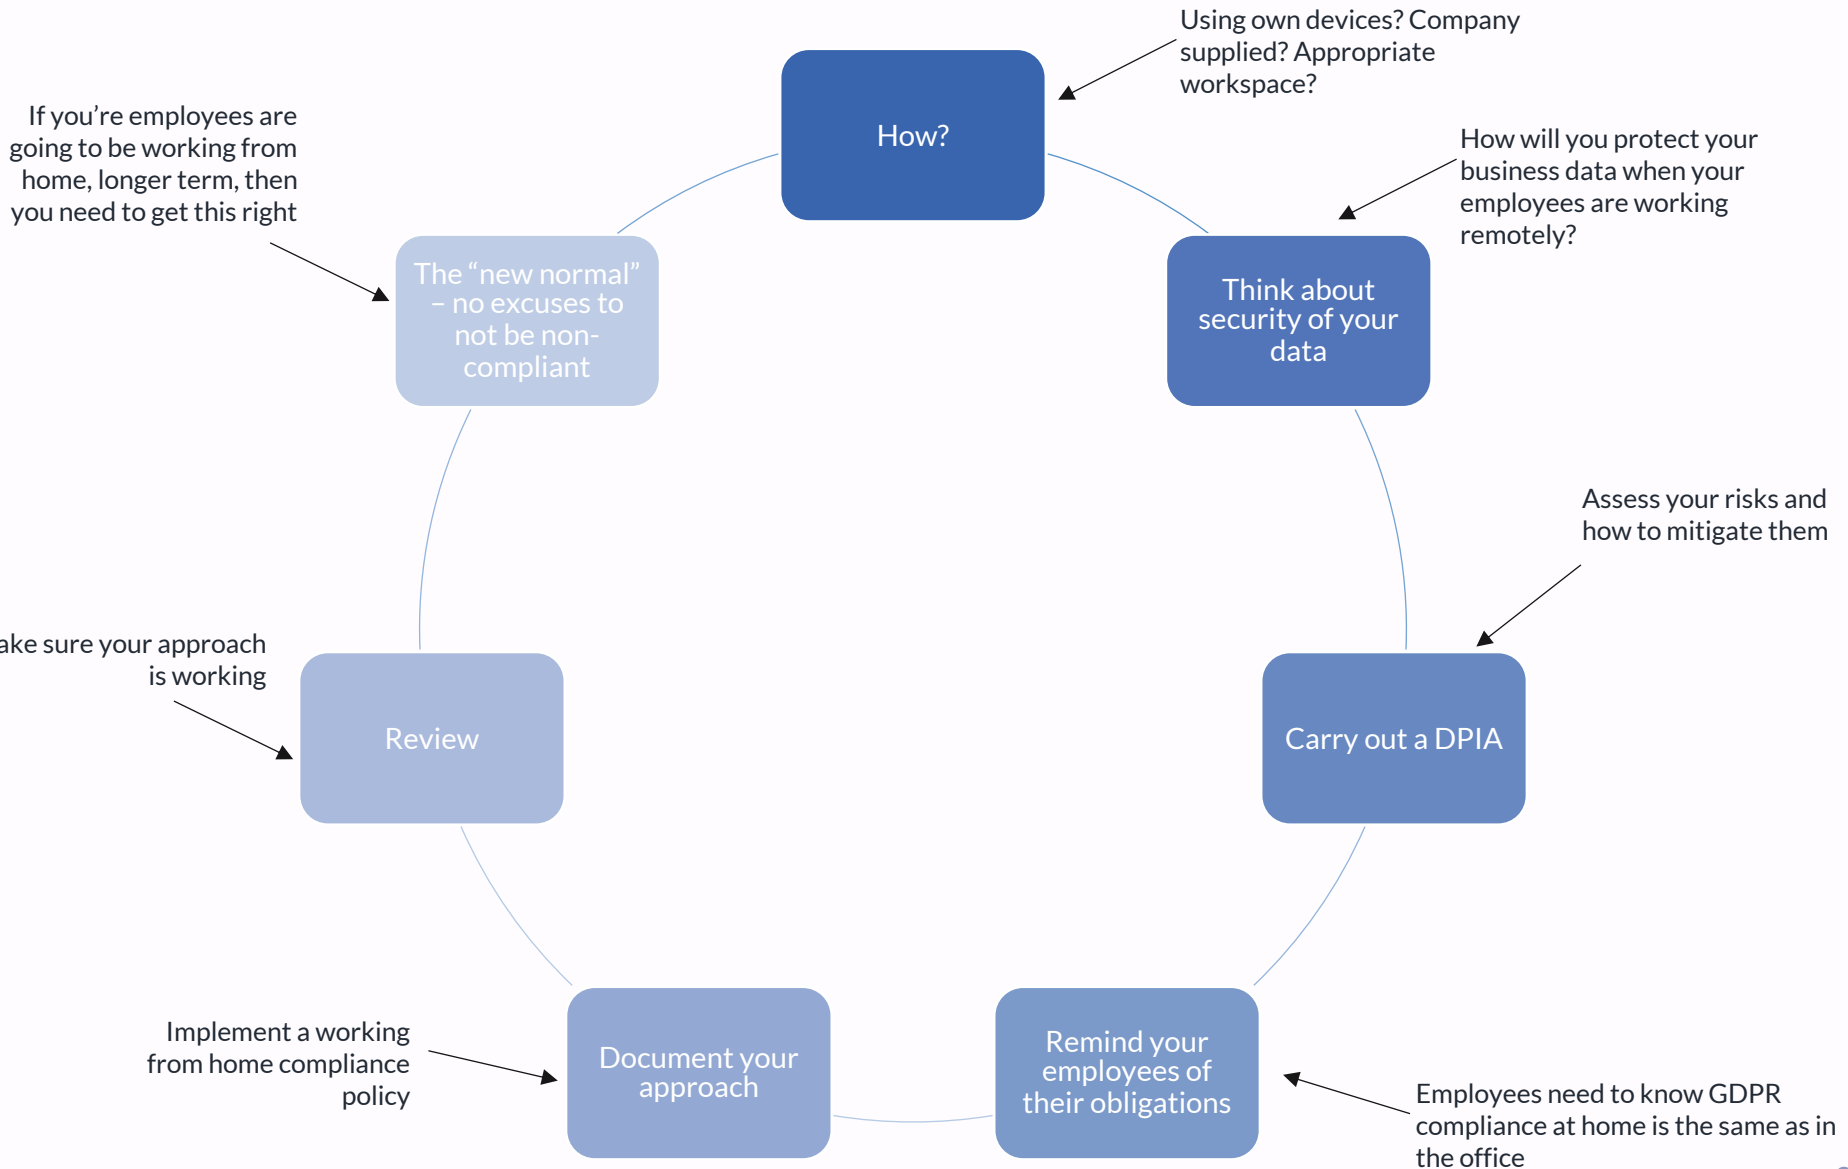 Using own devices? Company
supplied? Appropriate
workspace?
How?
If you’re employees are
going to be working from
home, longer term, then
you need to get this right
How will you protect your
business data when your
employees are working
remotely?
The “new normal”
– no excuses to
not be non-
compliant
Think about
security of your
data
Assess your risks and
how to mitigate them
ake sure your approach
is working
Review
Carry out a DPIA
Implement a working
from home compliance
policy
Document your
approach
Remind your
employees of
their obligations
Employees need to know GDPR
compliance at home is the same as in
the office